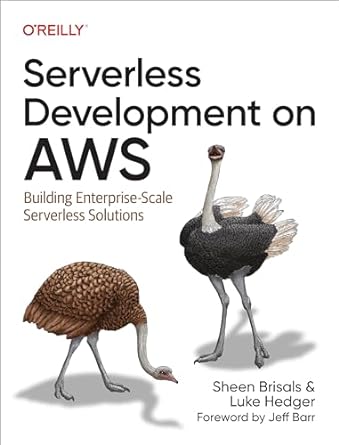 O'REILLY®
Serverless
Development on
AWS
Building Enterprise-Scale
Serverless Solutions
Sheen Brisals &
Luke Hedger
Foreword by Jeff Barr